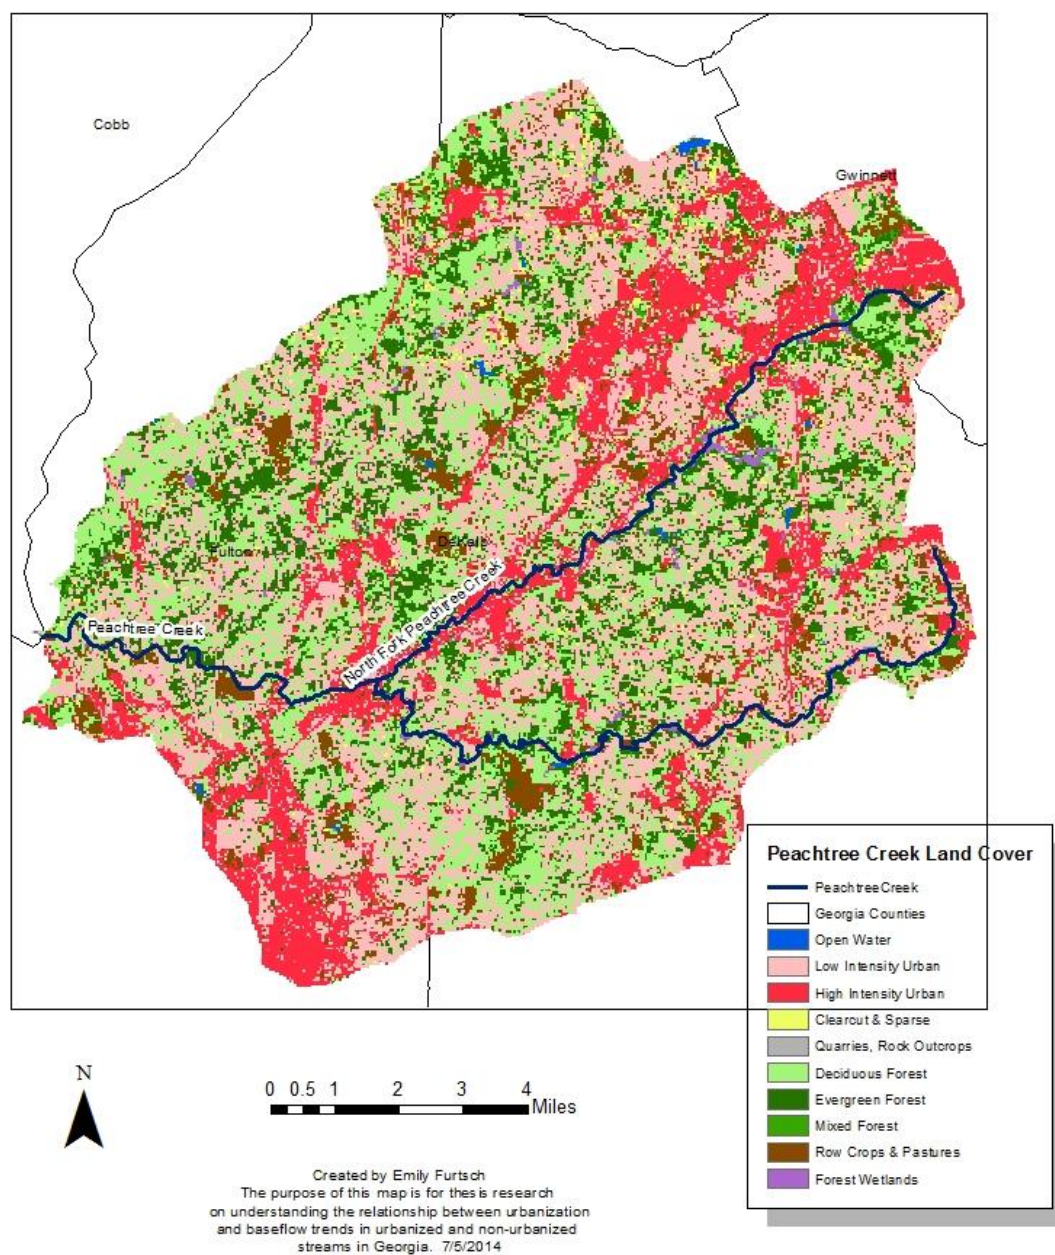 Cobb
Gwinnett
Fulton
DeKalb
Peachtree Creek
North Fork Peachtree Creek
Peachtree Creek Land Cover
PeachtreeCreek
Georgia Counties
Open Water
Low Intensity Urban
High Intensity Urban
Clearcut & Sparse
Quarries, Rock Outcrops
Deciduous Forest
Evergreen Forest
Mixed Forest
Row Crops & Pastures
Forest Wetlands
N
0 0.5 1 2 3 4
Miles
Created by Emily Furtsch
The purpose of this map is for thesis research
on understanding the relationship between urbanization
and baseflow trends in urbanized and non-urbanized
streams in Georgia. 7/5/2014